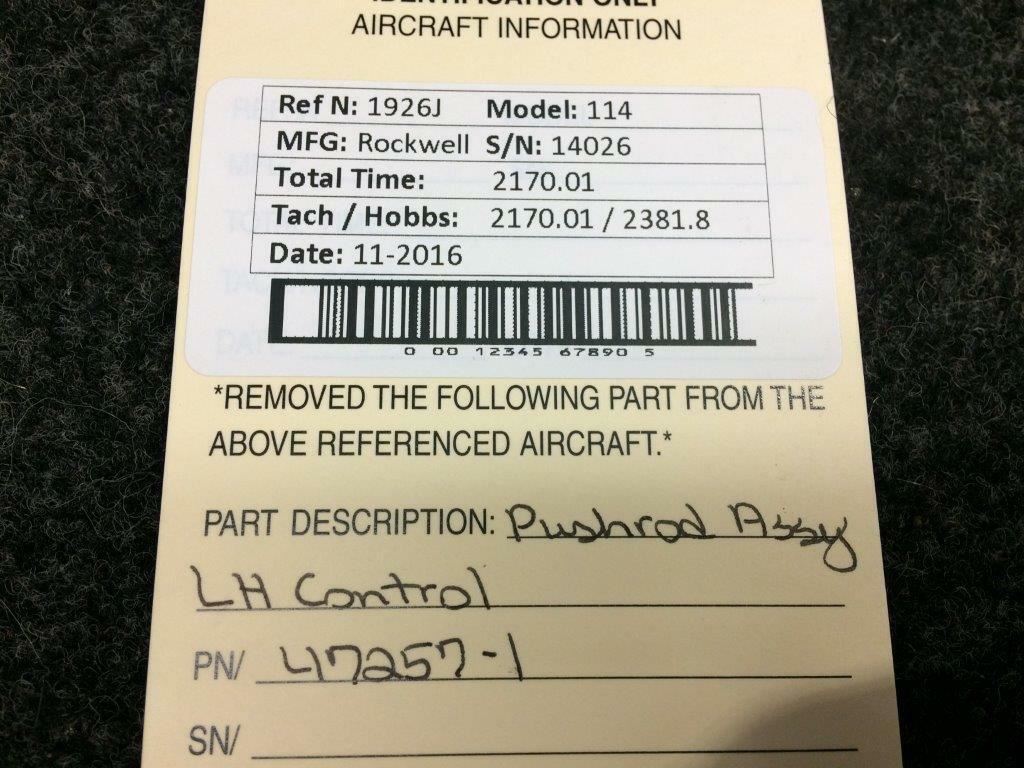 IDENTIFICATION ONLY
AIRCRAFT INFORMATION
Ref N: 1926J Model: 114
MFG: Rockwell S/N: 14026
Total Time: 2170.01
Tach / Hobbs: 2170.01 / 2381.8
Date: 11-2016
0 00 12345 67890 5
*REMOVED THE FOLLOWING PART FROM THE
ABOVE REFERENCED AIRCRAFT.*
PART DESCRIPTION: Pushrod Assy
LH Control
PN/ 47257-1
SN/